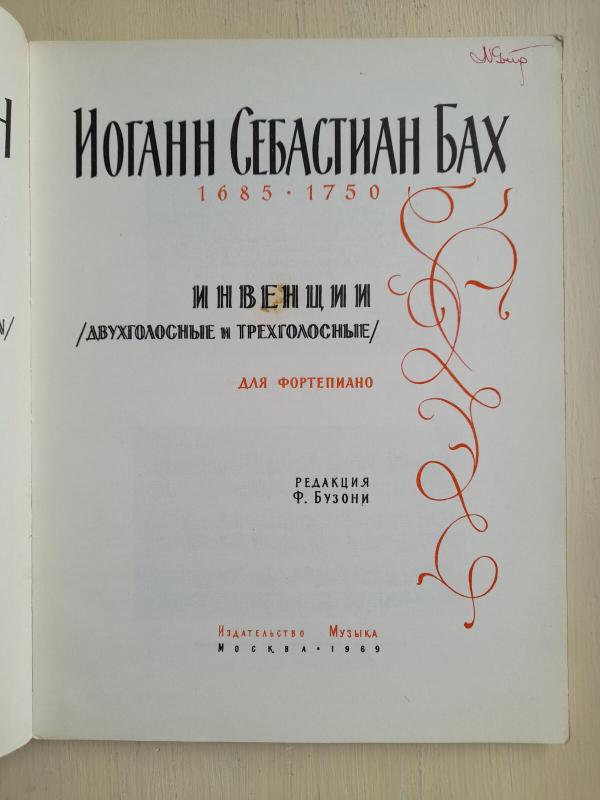 Иоганн Себастиан Бах
1685 · 1750
ИНВЕНЦИИ
/ДВУХГОЛОСНЫЕ и ТРЕХГОЛОСНЫЕ/
ДЛЯ ФОРТЕПИАНО
РЕДАКЦИЯ
Ф. БУЗОНИ
Издательство Музыка
Москва · 1969